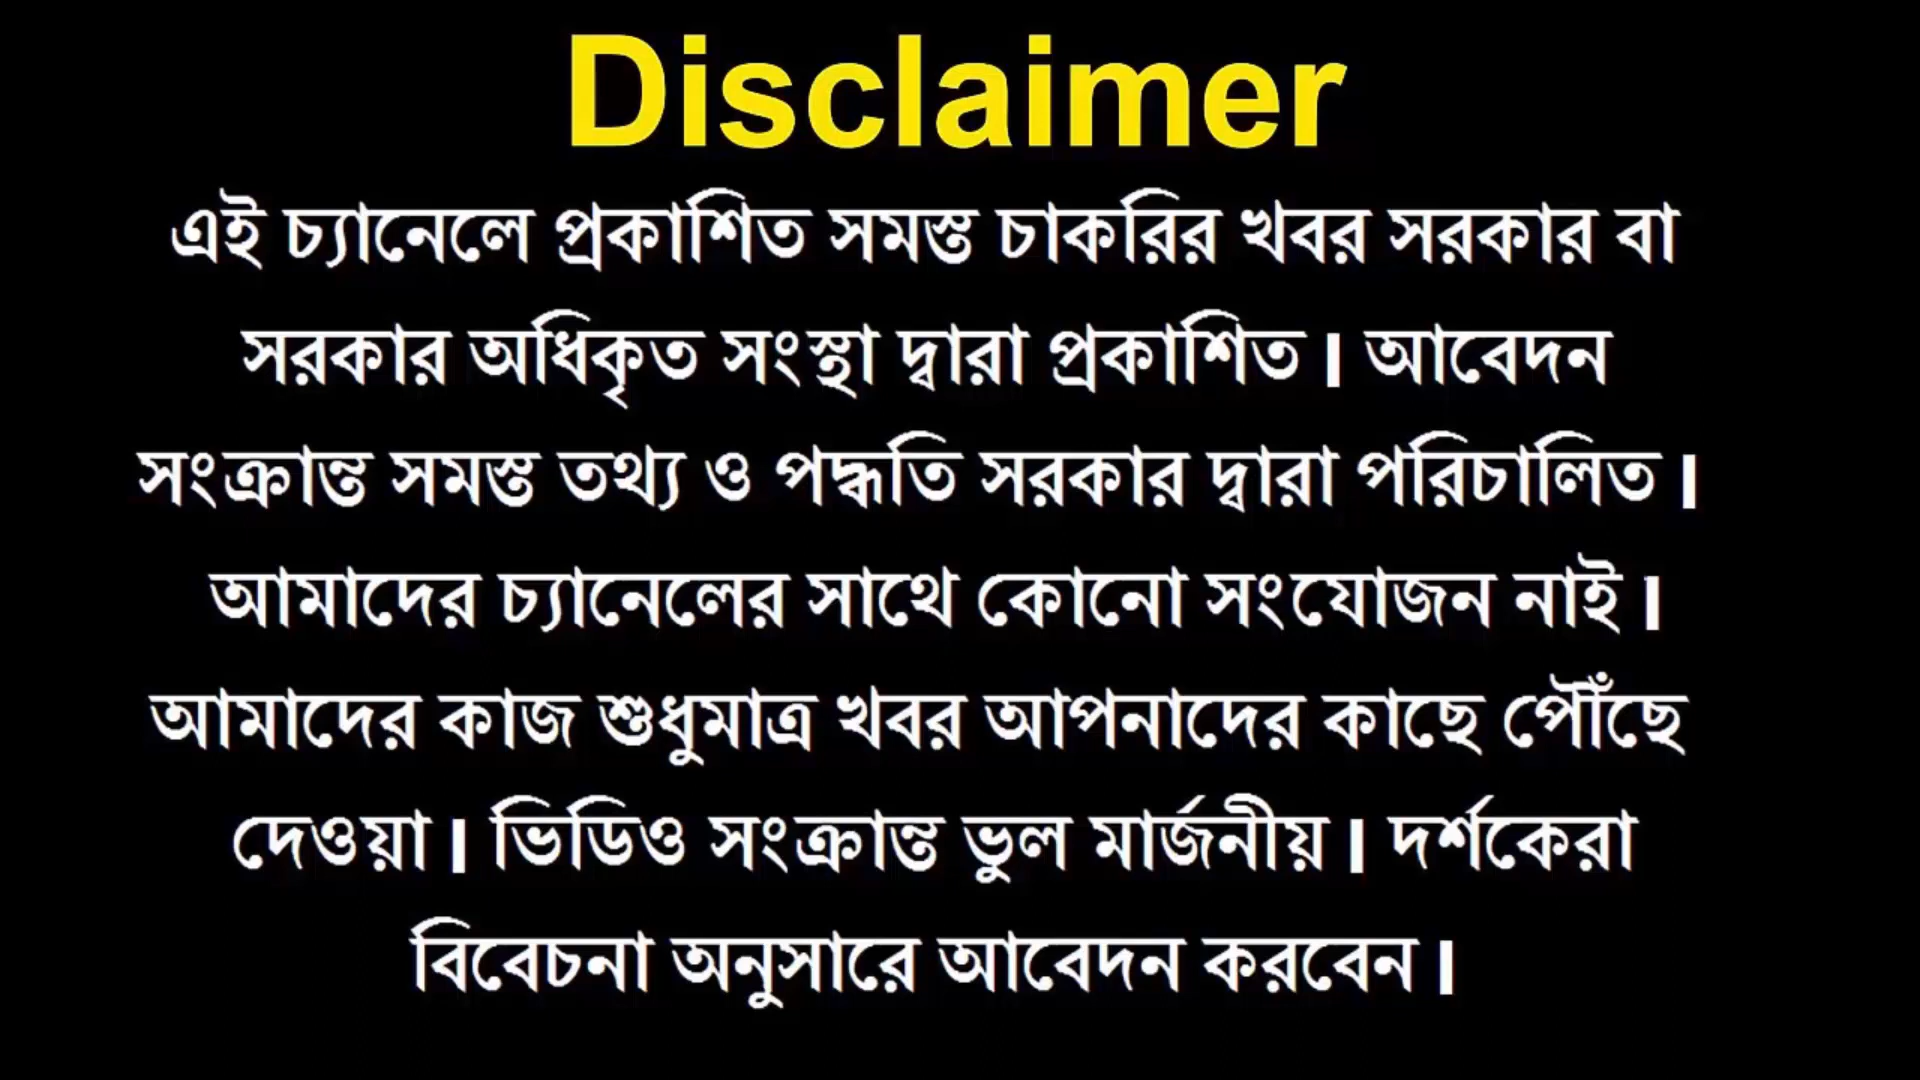 Disclaimer
এই চ্যানেলে প্রকাশিত সমস্ত চাকরির খবর সরকার বা
সরকার অধিকৃত সংস্থা দ্বারা প্রকাশিত । আবেদন
সংক্রান্ত সমস্ত তথ্য ও পদ্ধতি সরকার দ্বারা পরিচালিত ।
আমাদের চ্যানেলের সাথে কোনো সংযোজন নাই ।
আমাদের কাজ শুধুমাত্র খবর আপনাদের কাছে পৌঁছে
দেওয়া । ভিডিও সংক্রান্ত ভুল মার্জনীয় । দর্শকেরা
বিবেচনা অনুসারে আবেদন করবেন ।